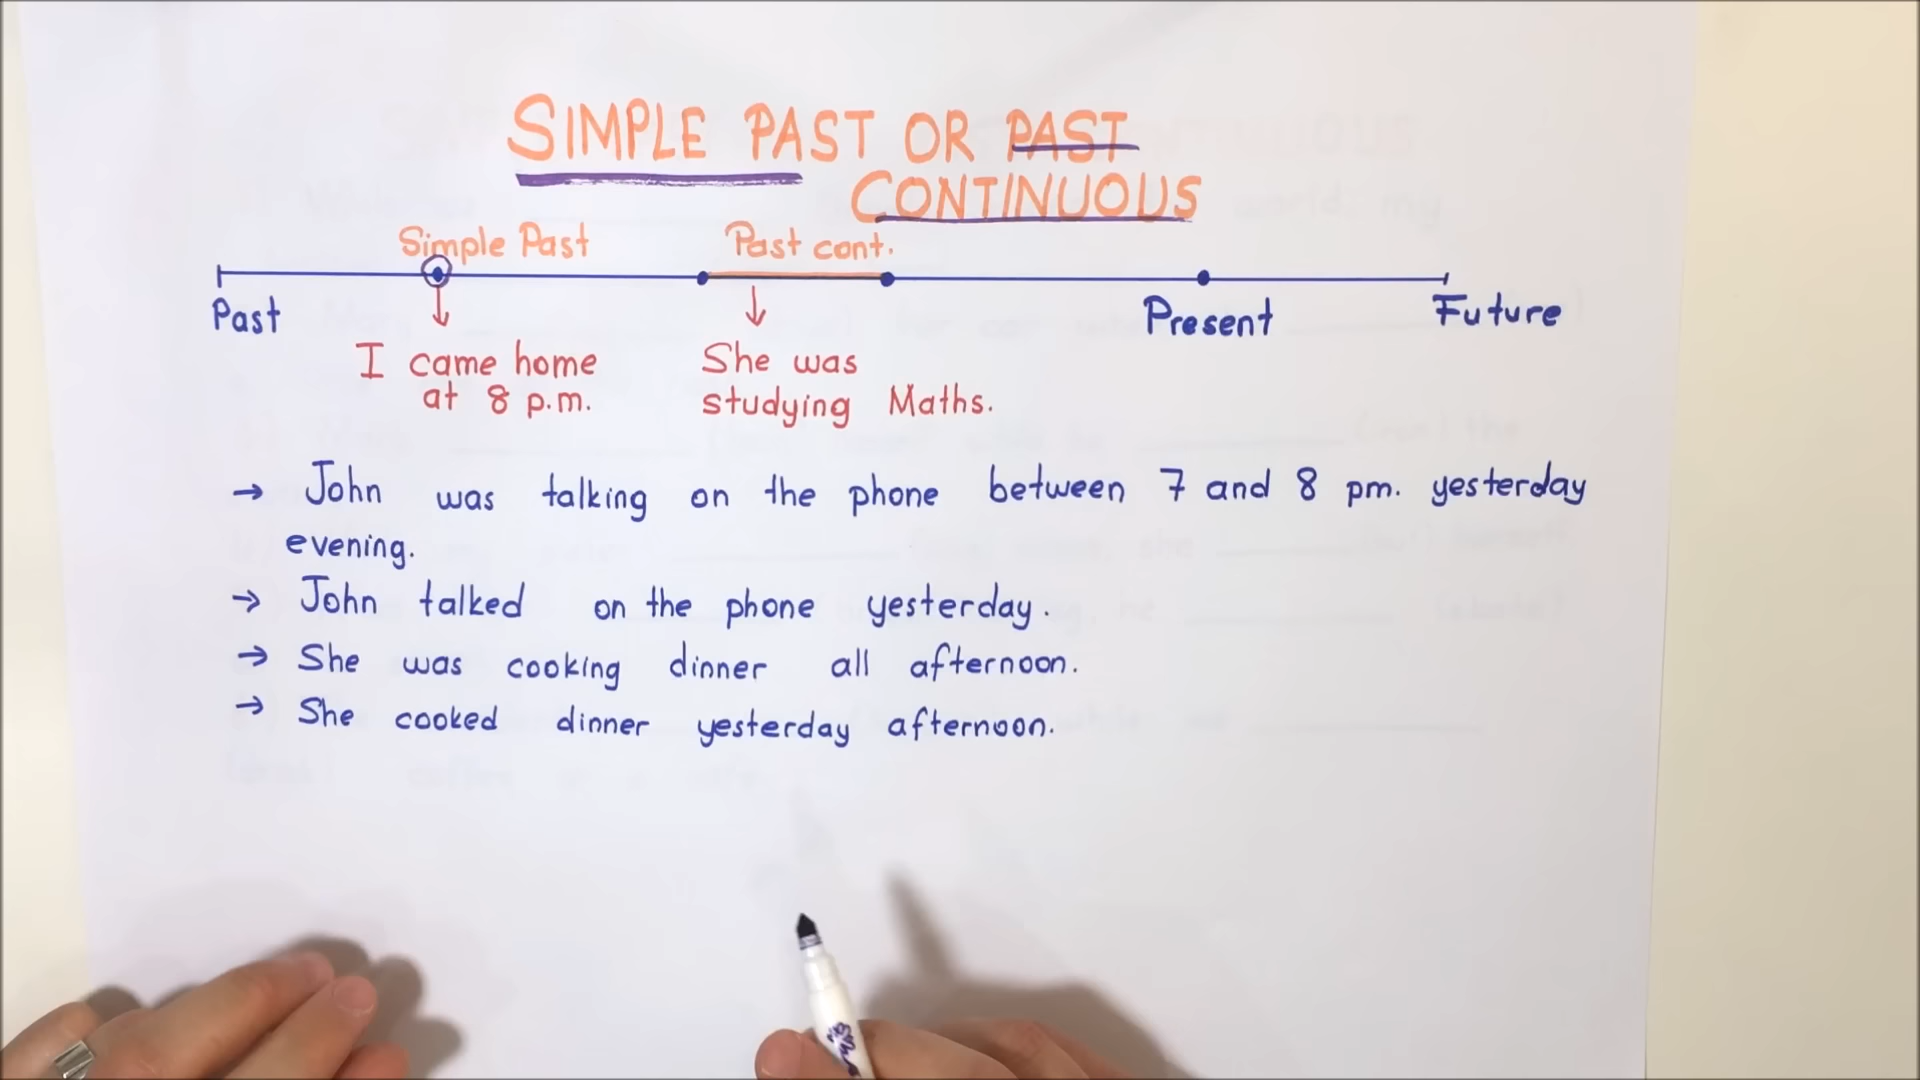 SIMPLE PAST OR PAST
CONTINUOUS
Simple Past
Past cont.
Past
Present
Future
I came home
at 8 p.m.
She was
studying Maths.
→ John was talking on the phone between 7 and 8 pm. yesterday
evening.
→ John talked on the phone yesterday.
→ She was cooking dinner all afternoon.
→ She cooked dinner yesterday afternoon.